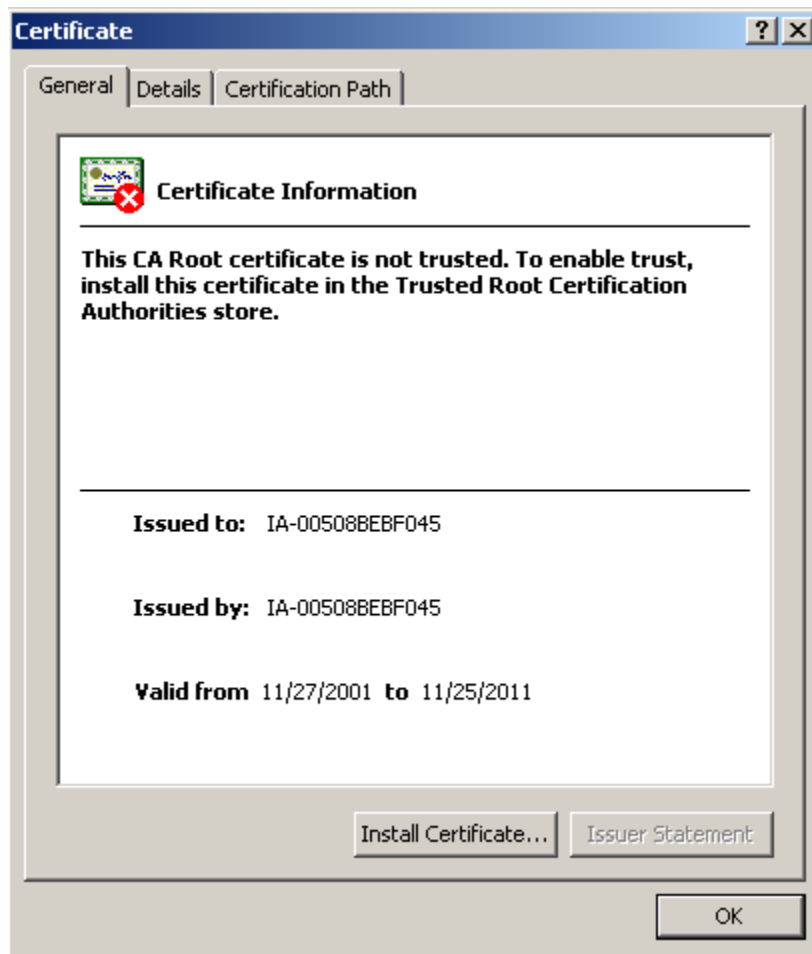 Certificate
General Details Certification Path
Certificate Information
This CA Root certificate is not trusted. To enable trust,
install this certificate in the Trusted Root Certification
Authorities store.
Issued to: IA-00508BEBF045
Issued by: IA-00508BEBF045
Valid from 11/27/2001 to 11/25/2011
Install Certificate... Issuer Statement
OK